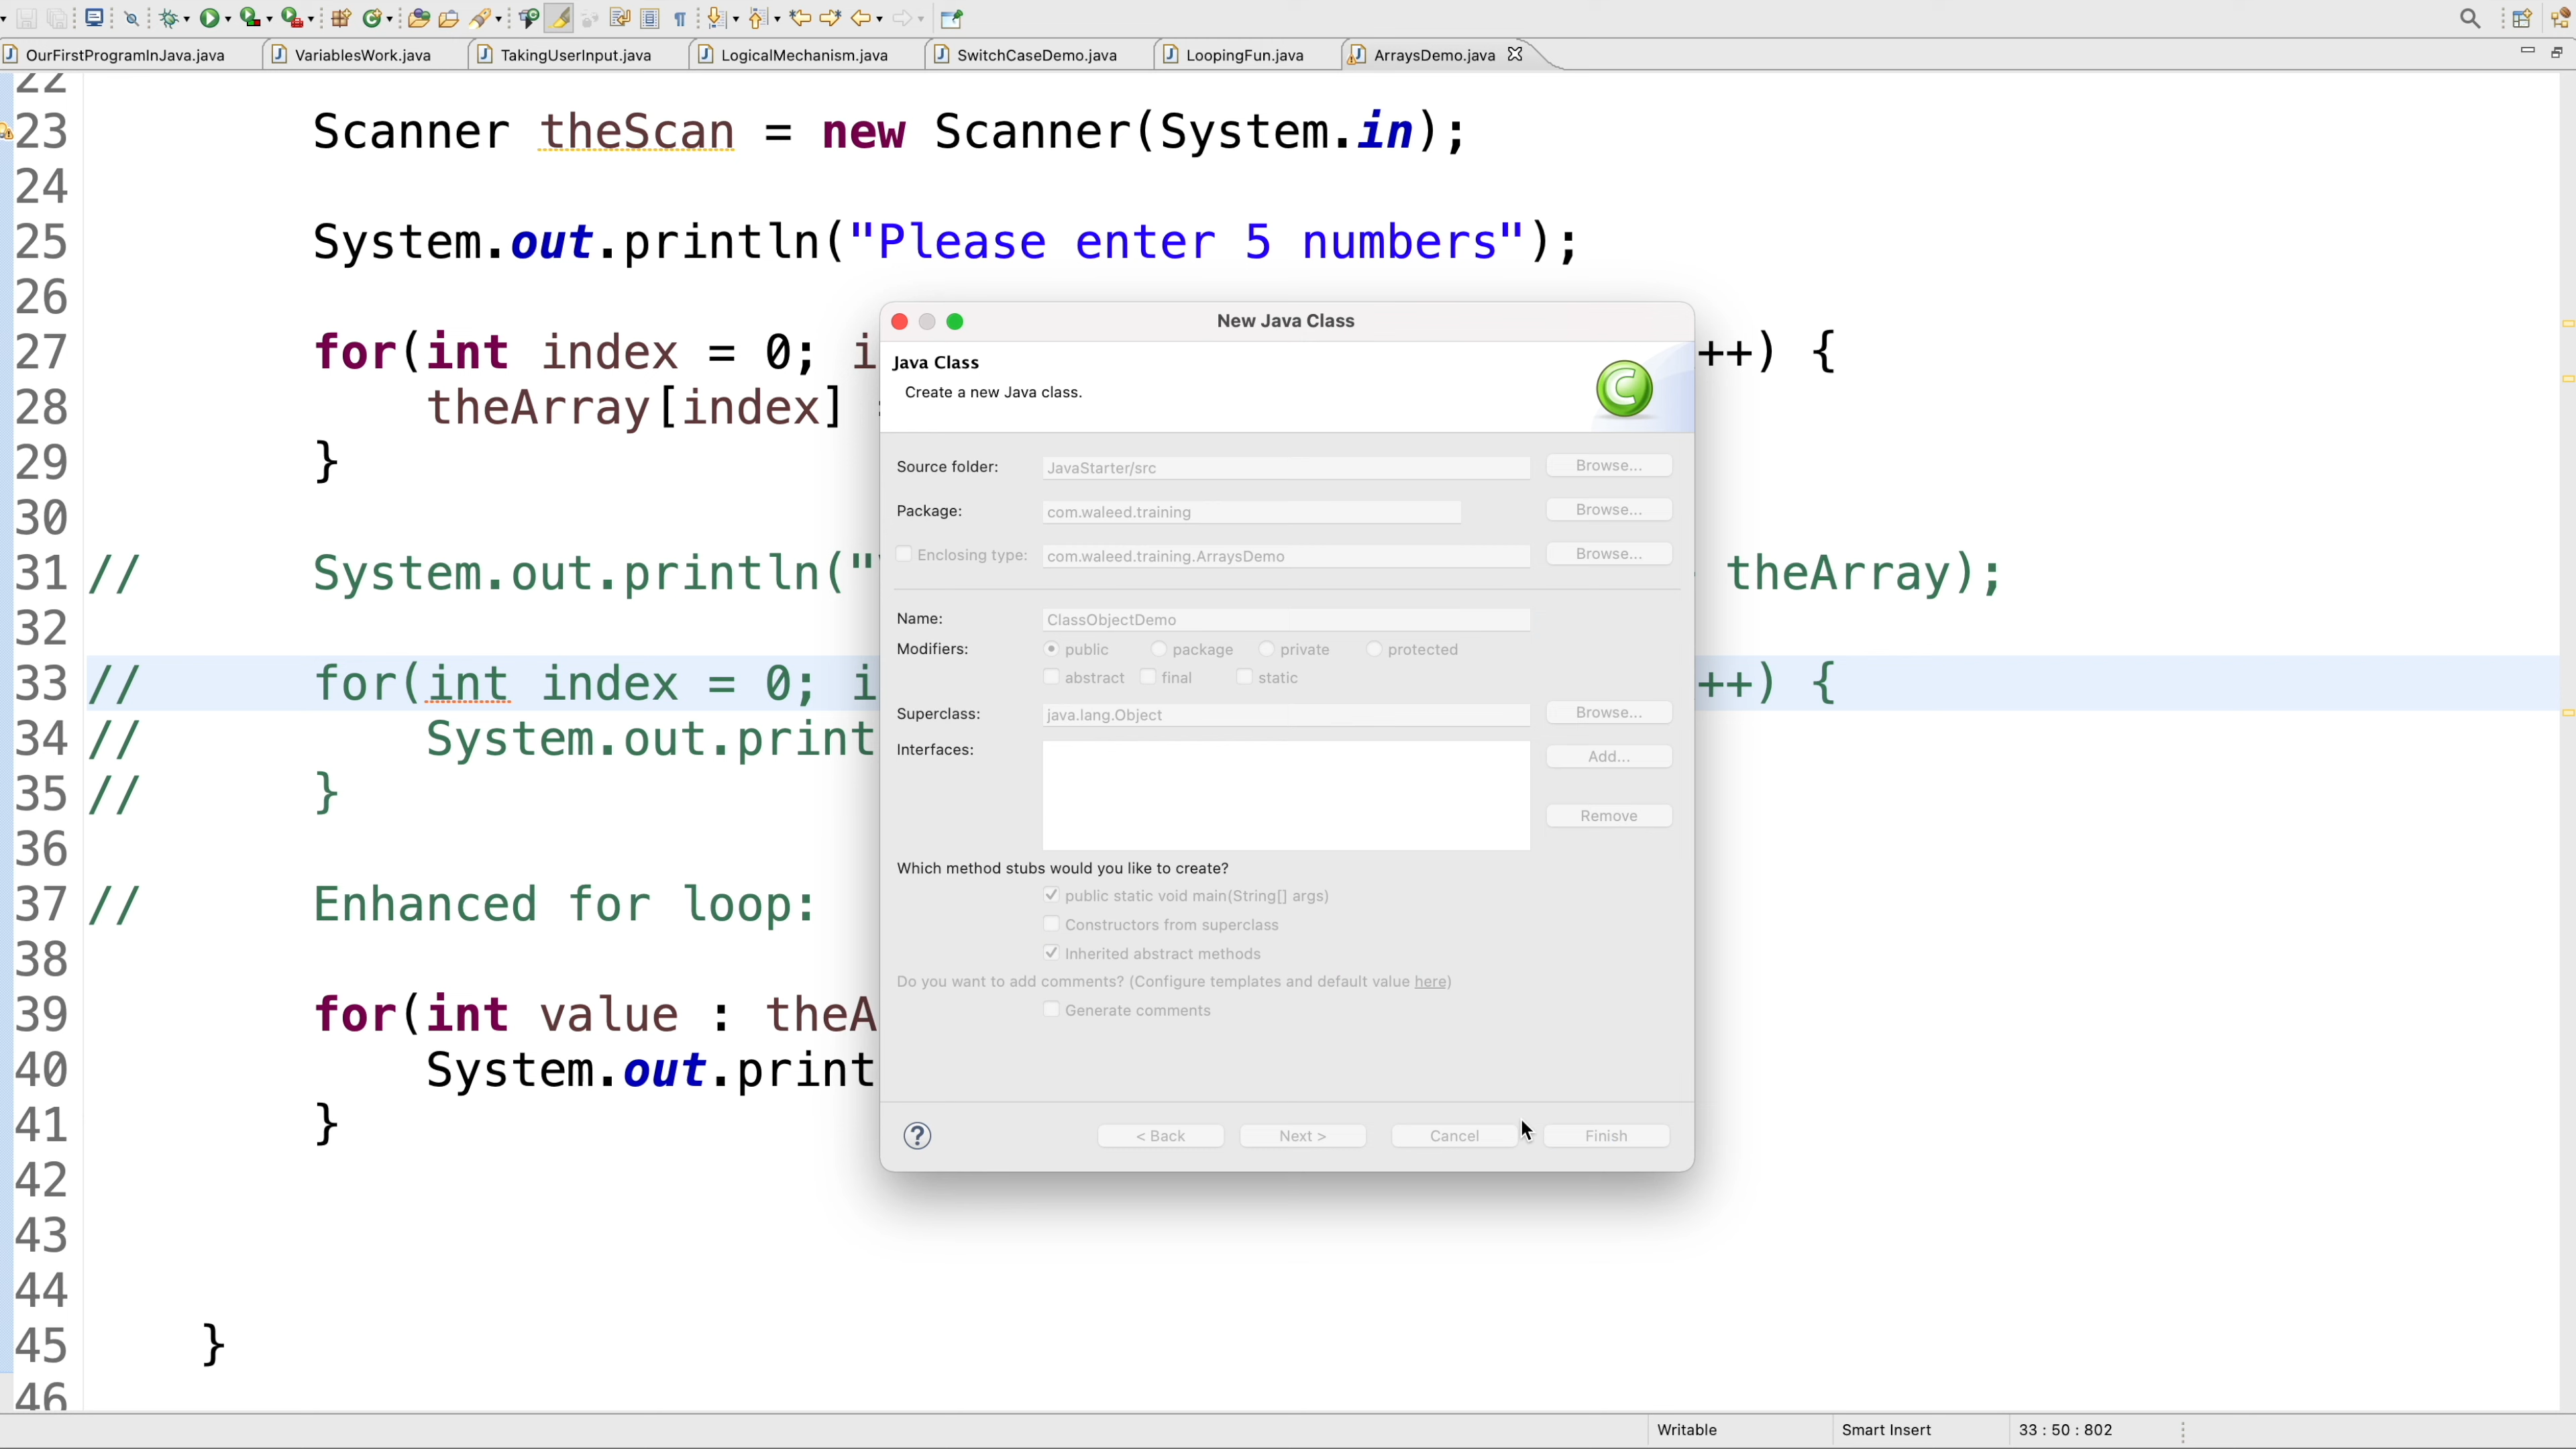 OurFirstProgramInJava.java VariablesWork.java TakingUserInput.java LogicalMechanism.java SwitchCaseDemo.java LoopingFun.java ArraysDemo.java
22
23 Scanner theScan = new Scanner(System.in);
24
25 System.out.println("Please enter 5 numbers");
26
27 for(int index = 0; i ++) {
28 theArray[index]
29 }
30
31 // System.out.println(" theArray);
32
33 // for(int index = 0; i ++) {
34 // System.out.print
35 // }
36
37 // Enhanced for loop:
38
39 for(int value : theA
40 System.out.print
41 }
42
43
44
45 }
46
New Java Class
Java Class
Create a new Java class.
Source folder: JavaStarter/src Browse...
Package: com.waleed.training Browse...
Enclosing type: com.waleed.training.ArraysDemo Browse...
Name: ClassObjectDemo
Modifiers: public package private protected
abstract final static
Superclass: java.lang.Object Browse...
Interfaces: Add...
Remove
Which method stubs would you like to create?
public static void main(String[] args)
Constructors from superclass
Inherited abstract methods
Do you want to add comments? (Configure templates and default value here)
Generate comments
? < Back Next > Cancel Finish
Writable Smart Insert 33 : 50 : 802